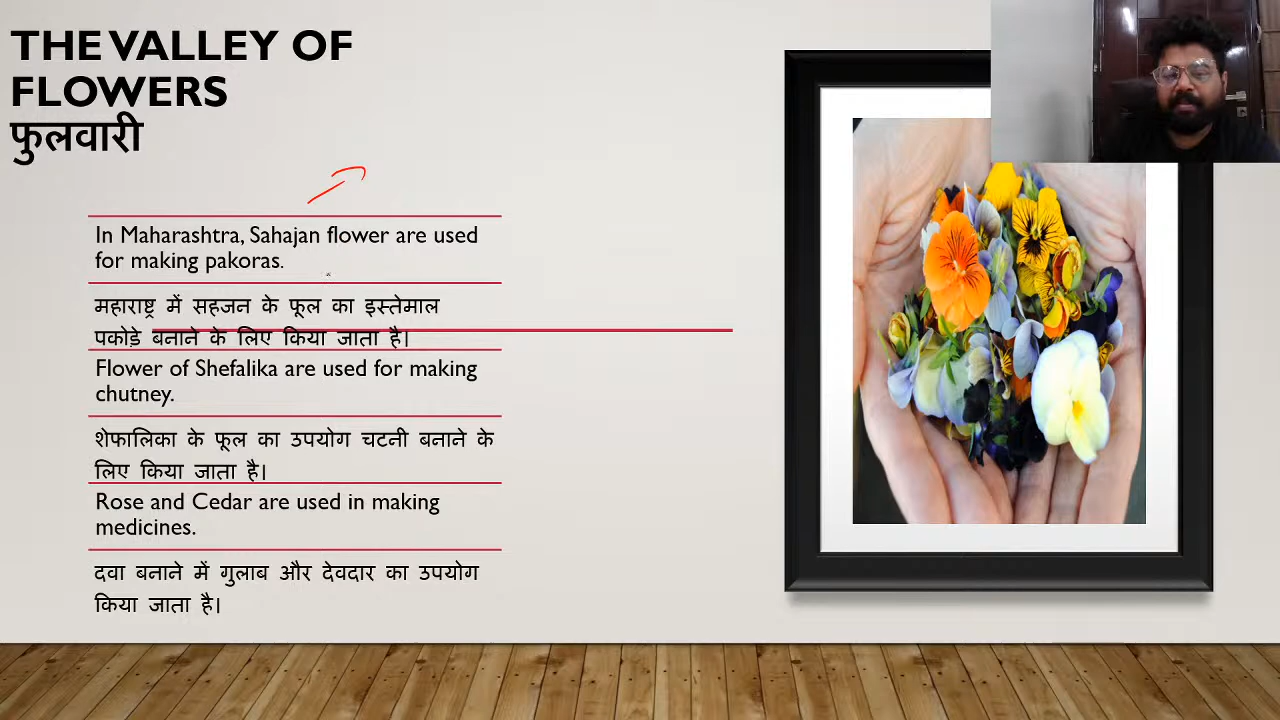 THE VALLEY OF
FLOWERS
फुलवारी
In Maharashtra, Sahajan flower are used
for making pakoras.
महाराष्ट्र में सहजन के फूल का इस्तेमाल
पकोड़े बनाने के लिए किया जाता है।
Flower of Shefalika are used for making
chutney.
शेफालिका के फूल का उपयोग चटनी बनाने के
लिए किया जाता है।
Rose and Cedar are used in making
medicines.
दवा बनाने में गुलाब और देवदार का उपयोग
किया जाता है।